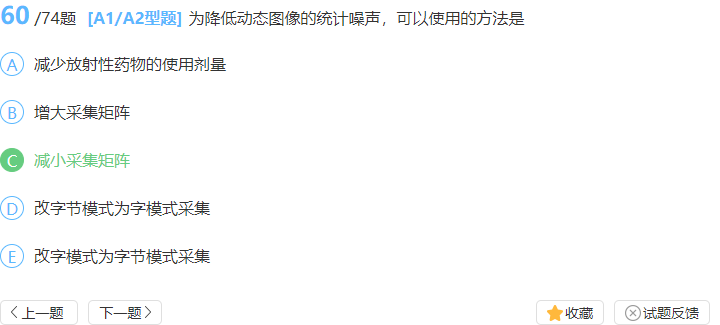 60 /74题 [A1/A2型题] 为降低动态图像的统计噪声，可以使用的方法是
A 减少放射性药物的使用剂量
B 增大采集矩阵
C 减小采集矩阵
D 改字节模式为字模式采集
E 改字模式为字节模式采集
上一题 下一题 收藏 试题反馈